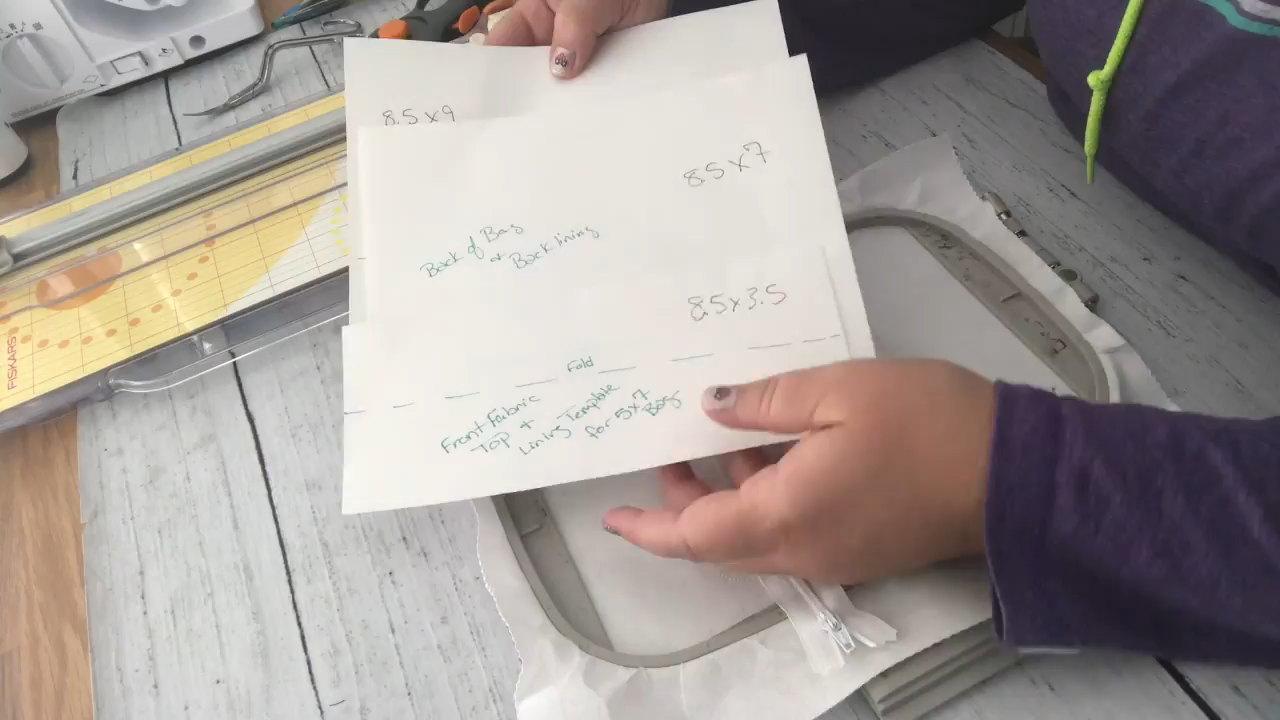 8.5 x 9
8.5 x 7
Back of Bag
or Back lining
8.5 x 3.5
Fold
Front Fabric
Top +
Lining Template
for 5x7
Bag
FISKARS